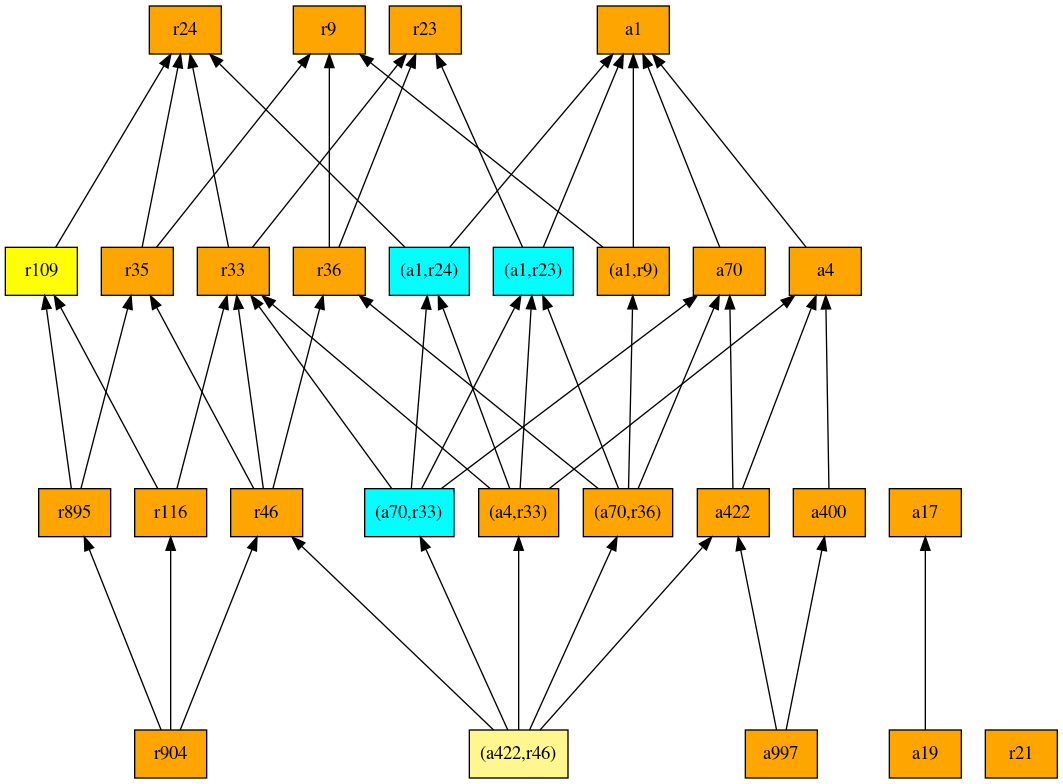 r24
r9
r23
a1
r109
r35
r33
r36
(a1,r24)
(a1,r23)
(a1,r9)
a70
a4
r895
r116
r46
(a70,r33)
(a4,r33)
(a70,r36)
a422
a400
a17
r904
(a422,r46)
a997
a19
r21